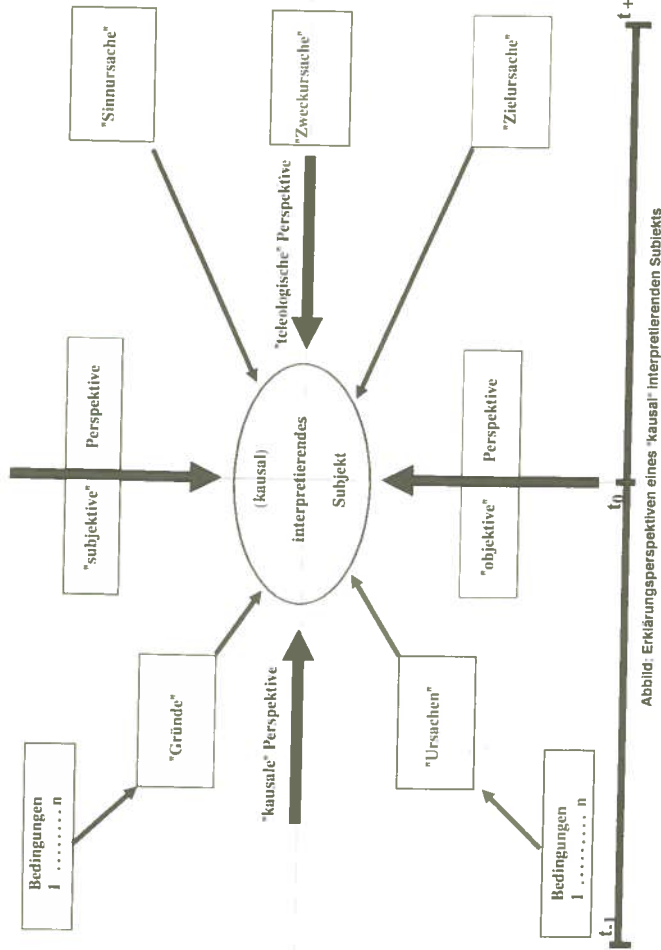 Bedingungen
1 ......... n
"subjektive" Perspektive
"Sinnursache"
"Gründe"
(kausal)
interpretierendes
Subjekt
"kausale" Perspektive
"teleologische" Perspektive
"Zweckursache"
"Ursachen"
"objektive" Perspektive
"Zielursache"
Bedingungen
1 ......... n
t-1
t0
t+
Abbild: Erklärungsperspektiven eines "kausal" interpretierenden Subjekts